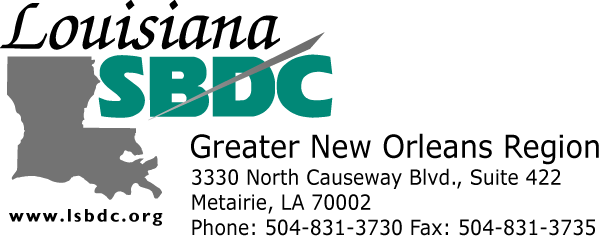 Louisiana
SBDC
Greater New Orleans Region
3330 North Causeway Blvd., Suite 422
Metairie, LA 70002
www.lsbdc.org
Phone: 504-831-3730 Fax: 504-831-3735